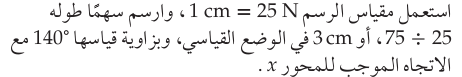 استعمل مقياس الرسم 1 cm = 25 N ، وارسم سهمًا طوله
75 ÷ 25 ، أو 3 cm في الوضع القياسي، وبزاوية قياسها 140° مع
الاتجاه الموجب للمحور x .